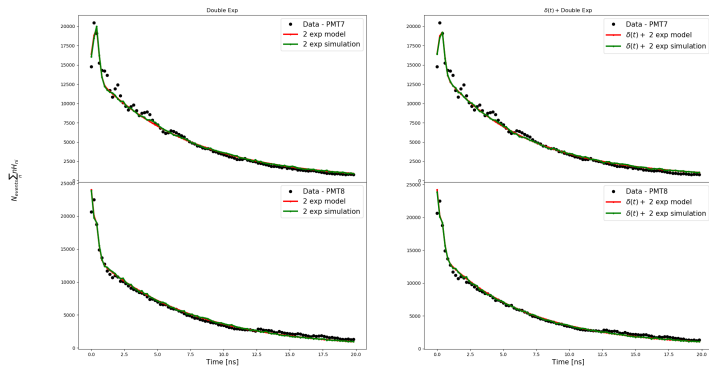 Double Exp
δ(t) + Double Exp
Data - PMT7
2 exp model
2 exp simulation
20000
17500
15000
12500
10000
7500
5000
2500
0
Data - PMT7
δ(t) + 2 exp model
δ(t) + 2 exp simulation
20000
17500
15000
12500
10000
7500
5000
2500
0
Data - PMT8
2 exp model
2 exp simulation
25000
20000
15000
10000
5000
0
0.0 2.5 5.0 7.5 10.0 12.5 15.0 17.5 20.0
Time [ns]
Data - PMT8
δ(t) + 2 exp model
δ(t) + 2 exp simulation
25000
20000
15000
10000
5000
0
0.0 2.5 5.0 7.5 10.0 12.5 15.0 17.5 20.0
Time [ns]